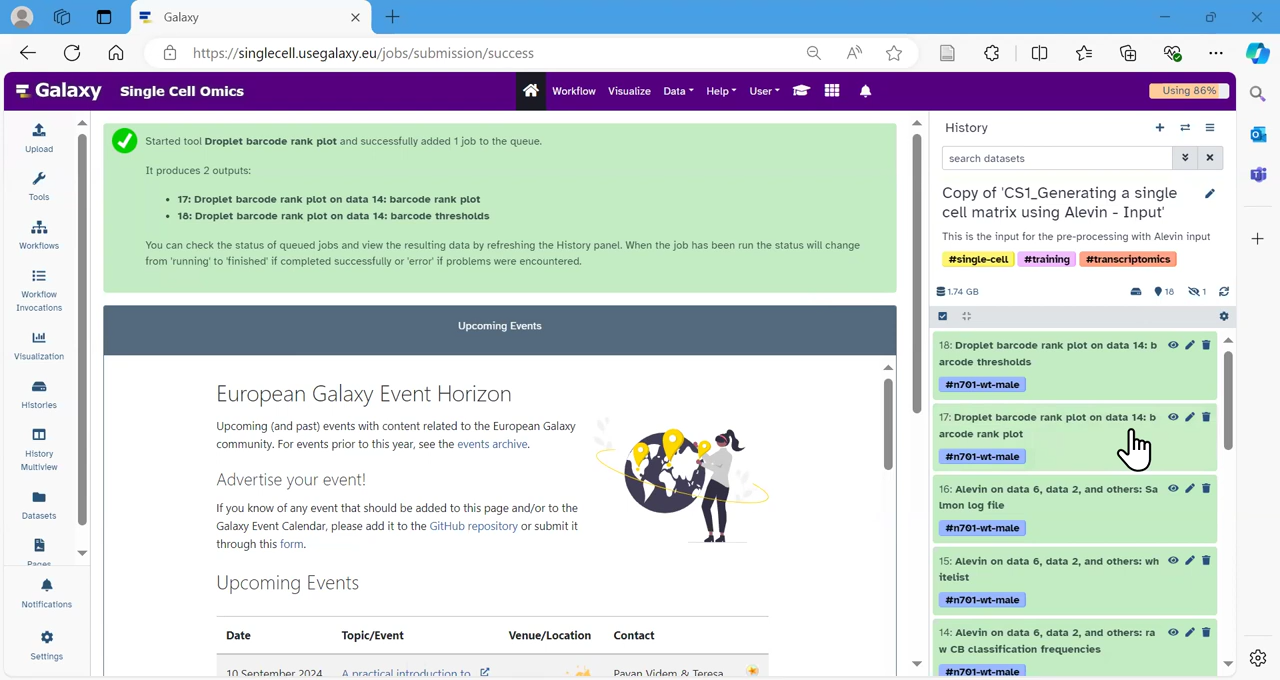 Galaxy
https://singlecell.usegalaxy.eu/jobs/submission/success
Galaxy Single Cell Omics
Workflow Visualize Data Help User
Using 86%
Upload
Tools
Workflows
Workflow
Invocations
Visualization
Histories
History
Multiview
Datasets
Pages
Notifications
Settings
Started tool Droplet barcode rank plot and successfully added 1 job to the queue.
It produces 2 outputs:
• 17: Droplet barcode rank plot on data 14: barcode rank plot
• 18: Droplet barcode rank plot on data 14: barcode thresholds
You can check the status of queued jobs and view the resulting data by refreshing the History panel. When the job has been run the status will change
from 'running' to 'finished' if completed successfully or 'error' if problems were encountered.
Upcoming Events
European Galaxy Event Horizon
Upcoming (and past) events with content related to the European Galaxy
community. For events prior to this year, see the events archive.
Advertise your event!
If you know of any event that should be added to this page and/or to the
Galaxy Event Calendar, please add it to the GitHub repository or submit it
through this form.
Upcoming Events
Date Topic/Event Venue/Location Contact
10 September 2024 A practical introduction to Pavan Videm & Teresa
History
search datasets
Copy of 'CS1_Generating a single
cell matrix using Alevin - Input'
This is the input for the pre-processing with Alevin input
#single-cell #training #transcriptomics
1.74 GB 18 1
18: Droplet barcode rank plot on data 14: b
arcode thresholds
#n701-wt-male
17: Droplet barcode rank plot on data 14: b
arcode rank plot
#n701-wt-male
16: Alevin on data 6, data 2, and others: Sa
lmon log file
#n701-wt-male
15: Alevin on data 6, data 2, and others: wh
itelist
#n701-wt-male
14: Alevin on data 6, data 2, and others: ra
w CB classification frequencies
#n701-wt-male